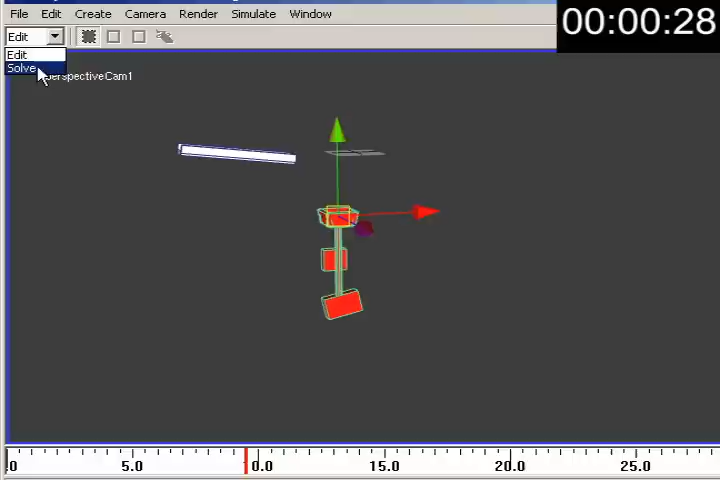 File Edit Create Camera Render Simulate Window
00:00:28
Edit
Edit
Solve
erspectiveCam1
.0 5.0 0.0 15.0 20.0 25.0